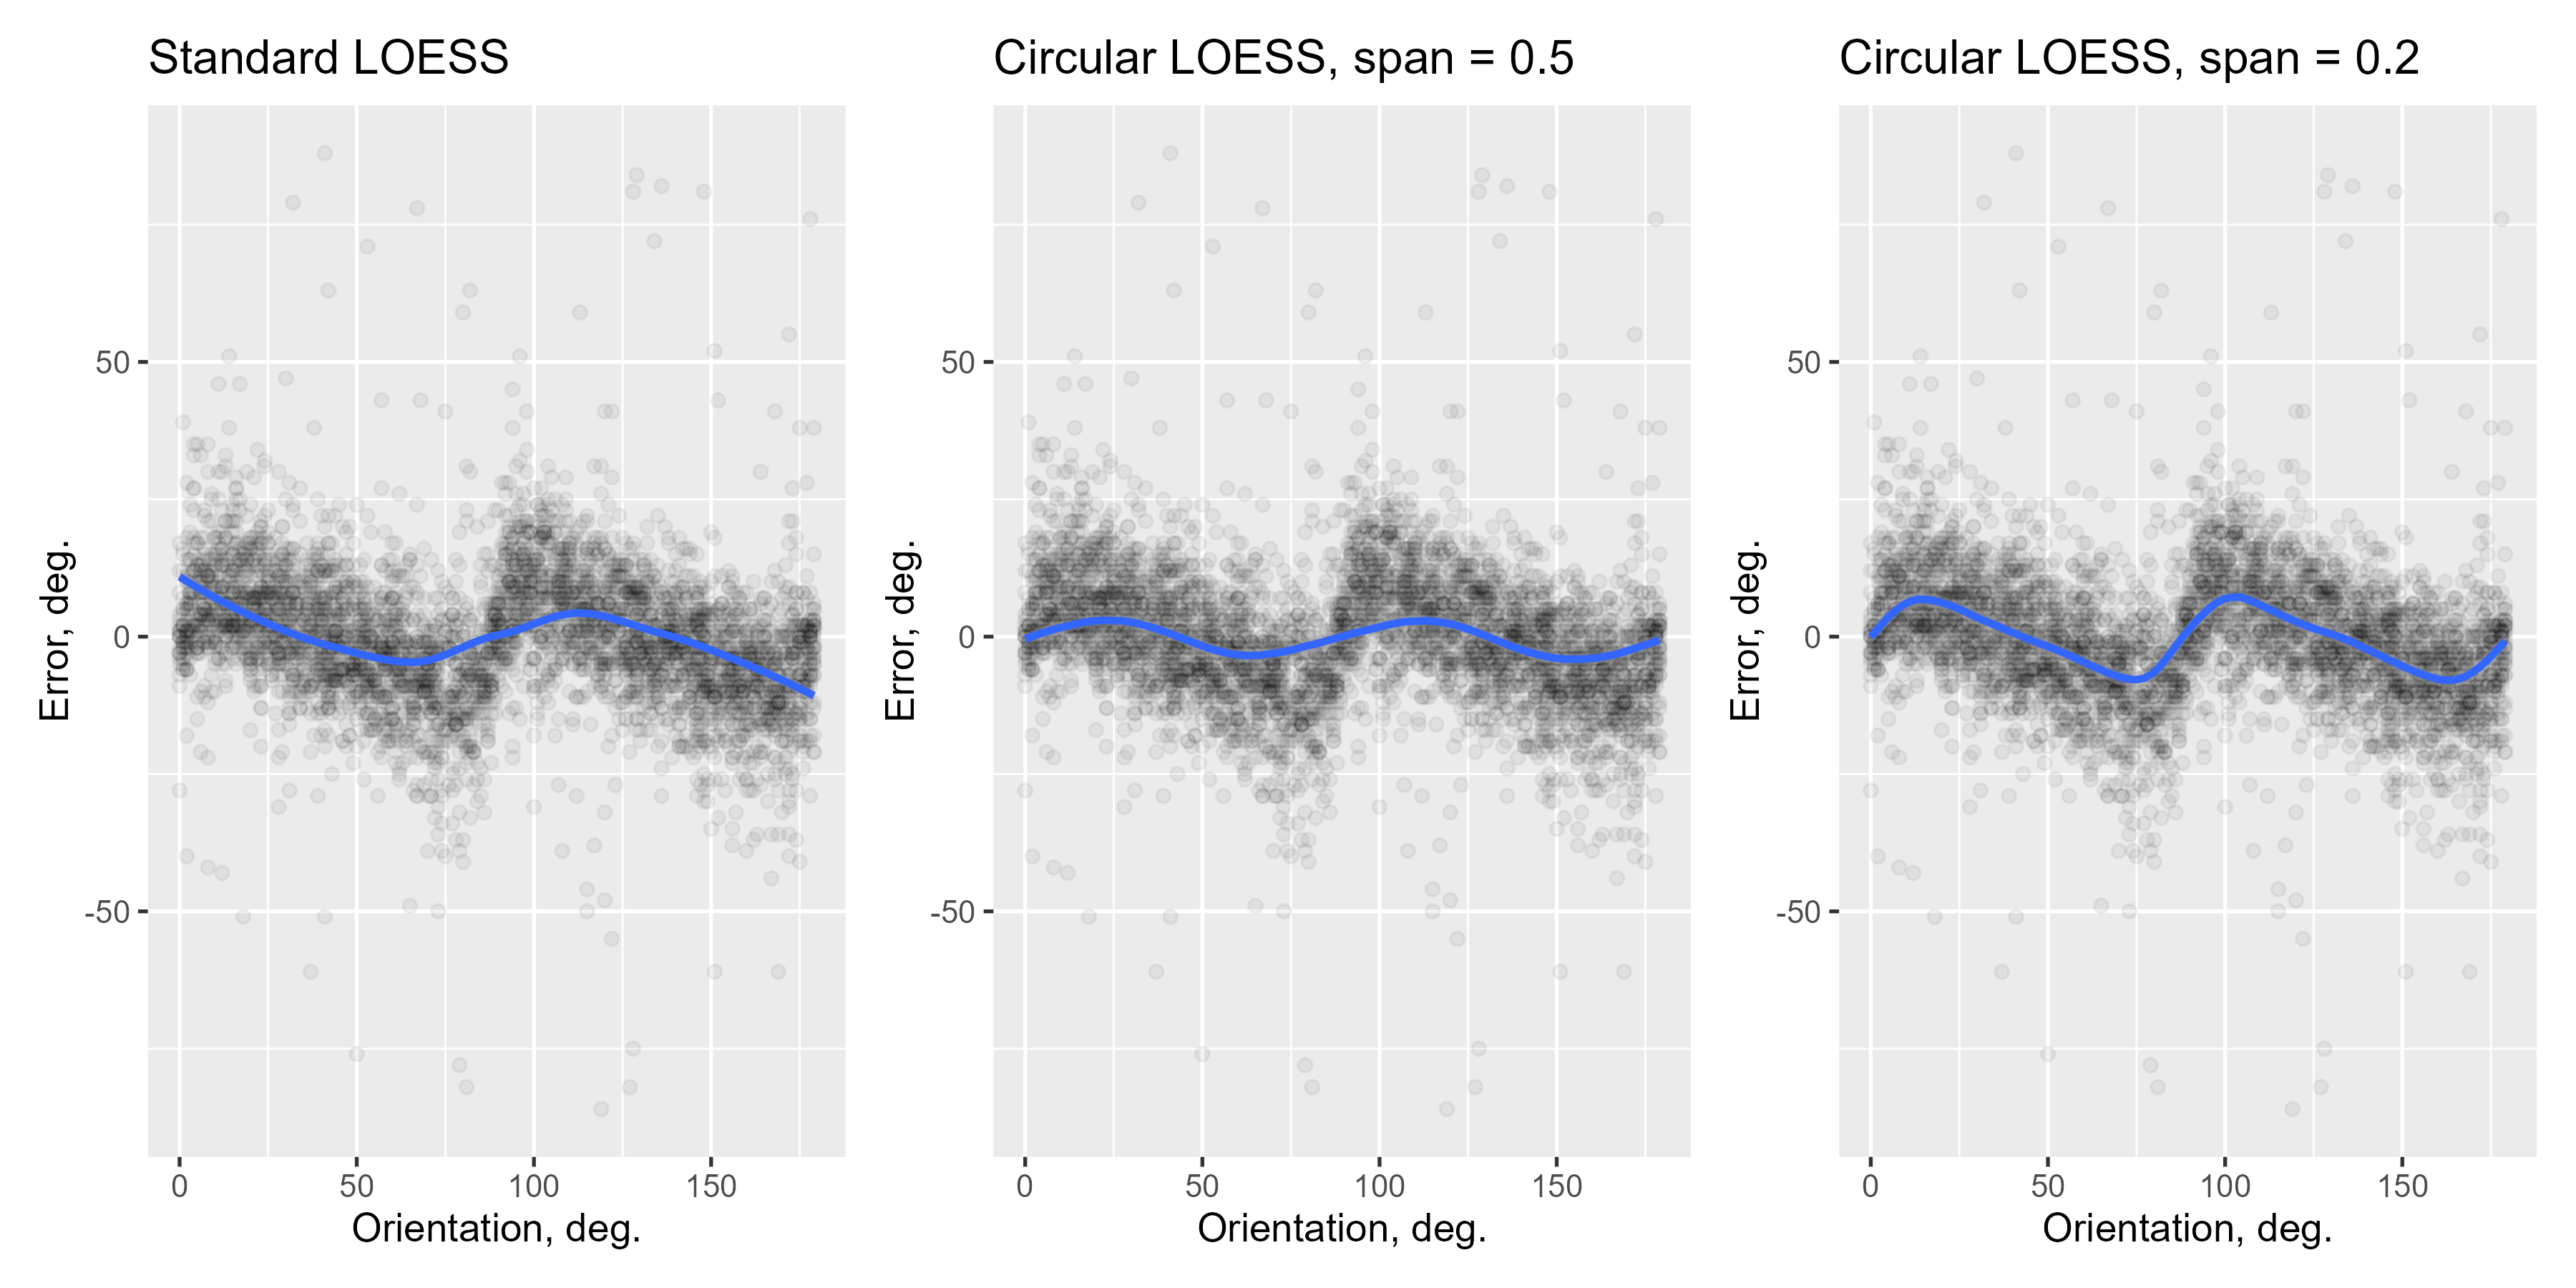 Standard LOESS
Circular LOESS, span = 0.5
Circular LOESS, span = 0.2
Error, deg.
50
0
-50
0 50 100 150
Orientation, deg.
Error, deg.
50
0
-50
0 50 100 150
Orientation, deg.
Error, deg.
50
0
-50
0 50 100 150
Orientation, deg.